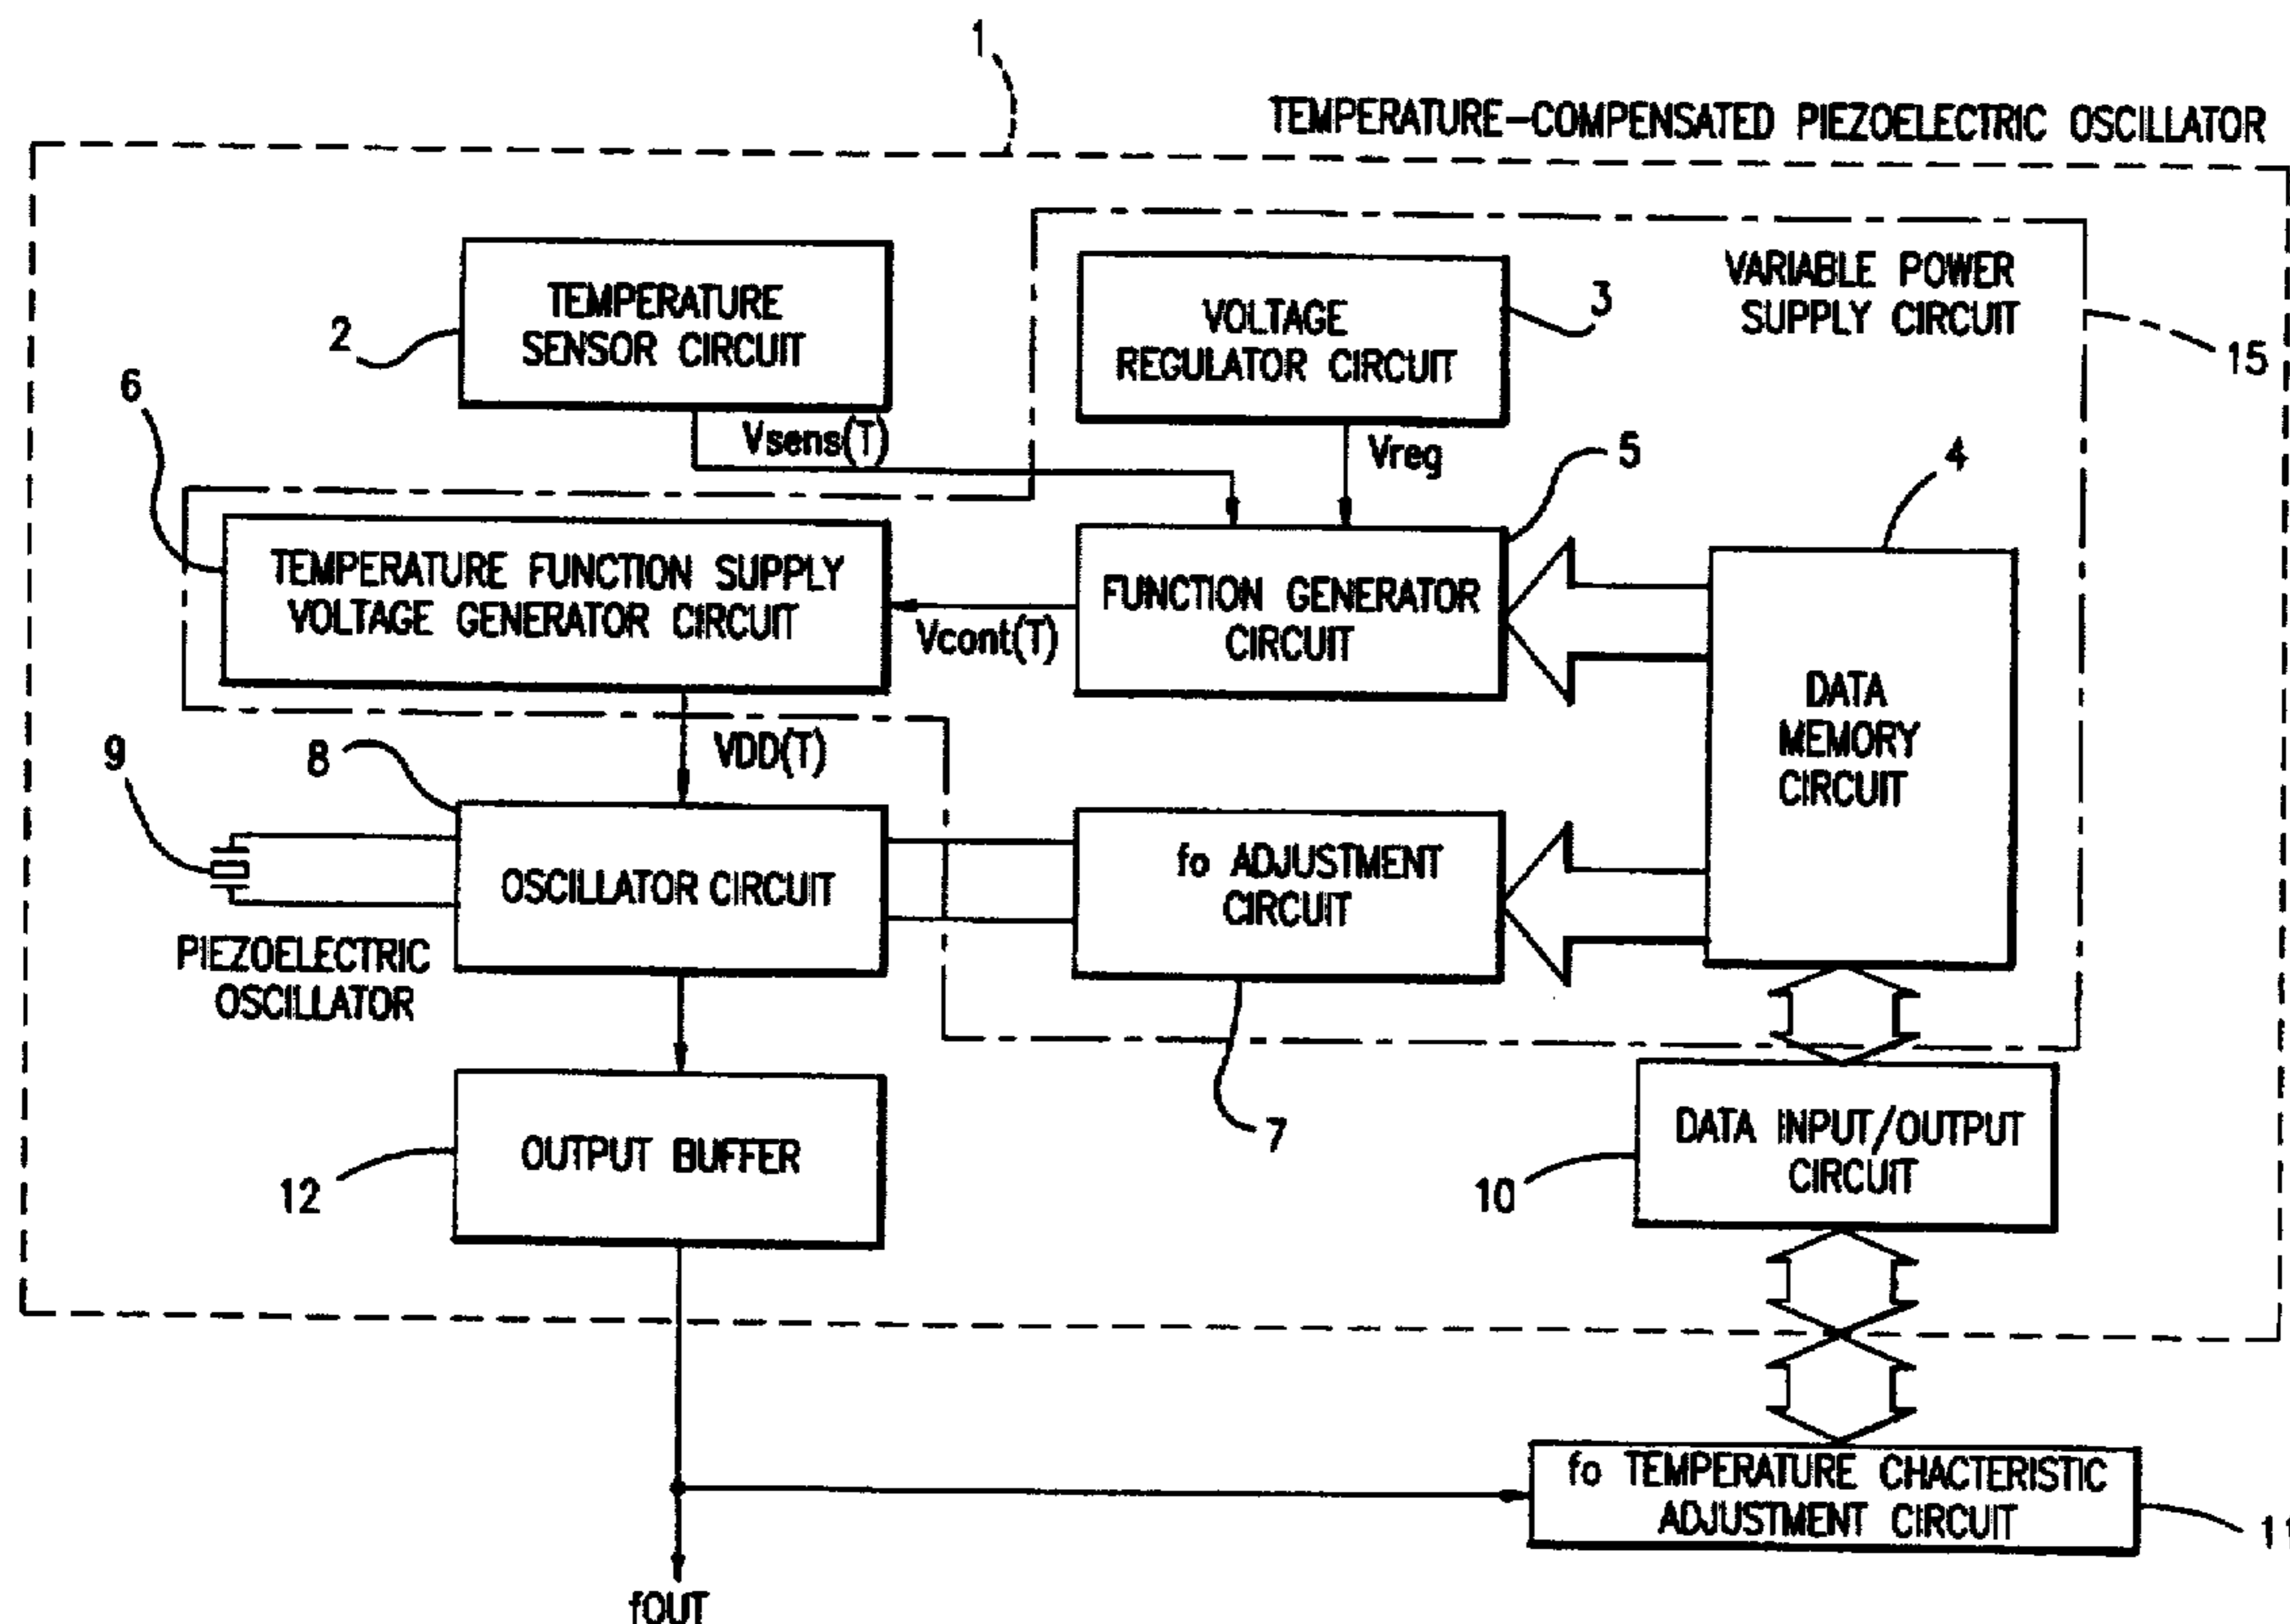 1
TEMPERATURE-COMPENSATED PIEZOELECTRIC OSCILLATOR
VARIABLE POWER
SUPPLY CIRCUIT
15
2
TEMPERATURE
SENSOR CIRCUIT
Vsens(T)
VOLTAGE
REGULATOR CIRCUIT
3
Vreg
6
TEMPERATURE FUNCTION SUPPLY
VOLTAGE GENERATOR CIRCUIT
Vcont(T)
FUNCTION GENERATOR
CIRCUIT
5
4
DATA
MEMORY
CIRCUIT
VDD(T)
9
8
PIEZOELECTRIC
OSCILLATOR
OSCILLATOR CIRCUIT
fo ADJUSTMENT
CIRCUIT
7
12
OUTPUT BUFFER
10
DATA INPUT/OUTPUT
CIRCUIT
fo TEMPERATURE CHACTERISTIC
ADJUSTMENT CIRCUIT
11
fOUT